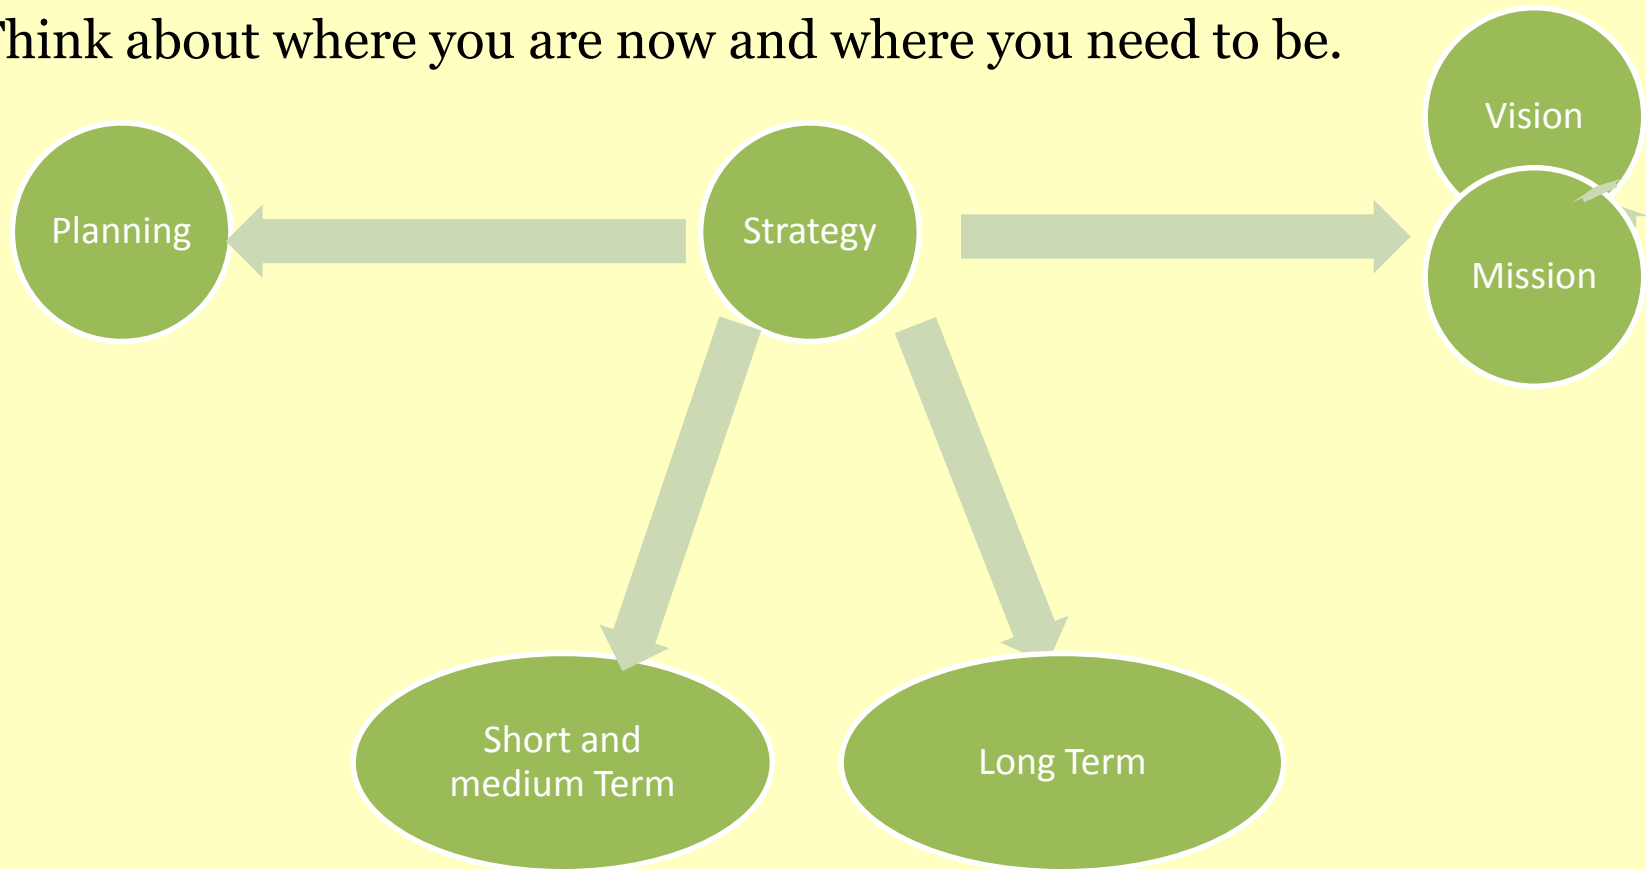 Think about where you are now and where you need to be.
Vision
Planning
Strategy
Mission
Short and
medium Term
Long Term